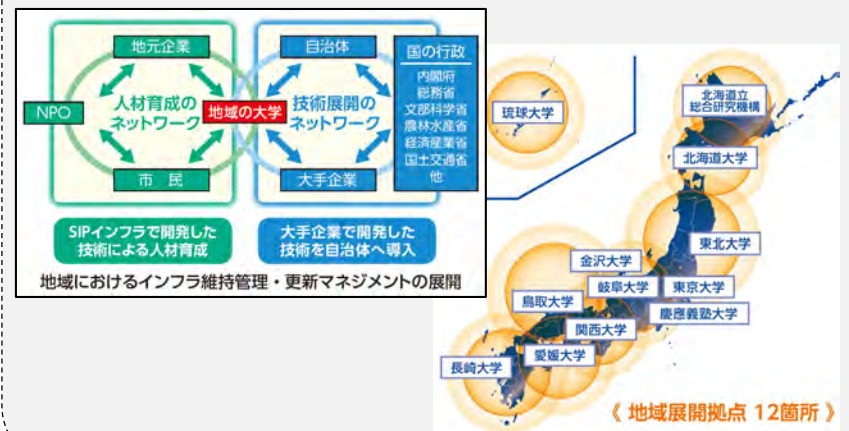 地元企業
自治体
国の行政
内閣府
総務省
文部科学省
農林水産省
経済産業省
国土交通省
他
NPO
人材育成の
ネットワーク
地域の大学
技術展開の
ネットワーク
市 民
大手企業
SIPインフラで開発した
技術による人材育成
大手企業で開発した
技術を自治体へ導入
地域におけるインフラ維持管理・更新マネジメントの展開
琉球大学
北海道立
総合研究機構
北海道大学
東北大学
金沢大学
岐阜大学
東京大学
鳥取大学
慶應義塾大学
関西大学
愛媛大学
長崎大学
《 地域展開拠点 12箇所 》